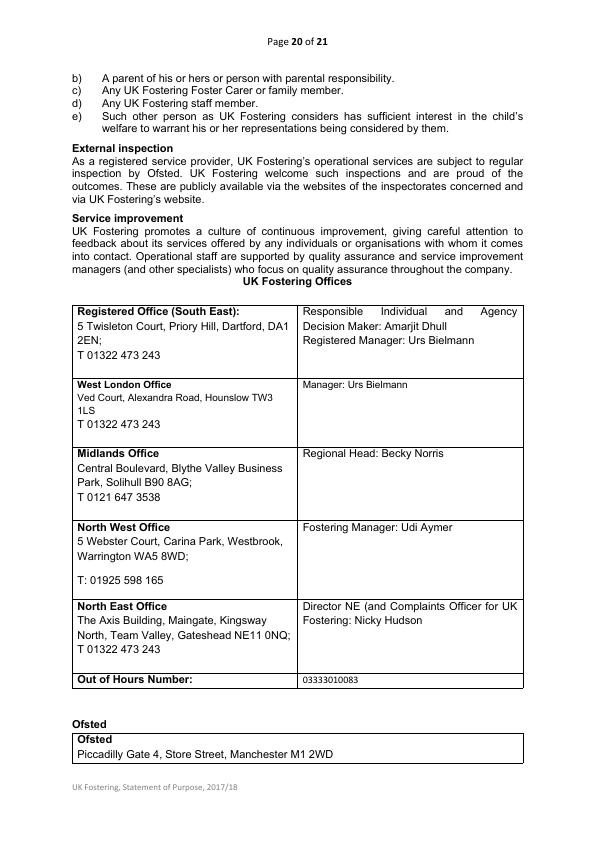 Page 20 of 21
b) A parent of his or hers or person with parental responsibility.
c) Any UK Fostering Foster Carer or family member.
d) Any UK Fostering staff member.
e) Such other person as UK Fostering considers has sufficient interest in the child's
welfare to warrant his or her representations being considered by them.
External inspection
As a registered service provider, UK Fostering's operational services are subject to regular
inspection by Ofsted. UK Fostering welcome such inspections and are proud of the
outcomes. These are publicly available via the websites of the inspectorates concerned and
via UK Fostering's website.
Service improvement
UK Fostering promotes a culture of continuous improvement, giving careful attention to
feedback about its services offered by any individuals or organisations with whom it comes
into contact. Operational staff are supported by quality assurance and service improvement
managers (and other specialists) who focus on quality assurance throughout the company.
UK Fostering Offices
Registered Office (South East):
5 Twisleton Court, Priory Hill, Dartford, DA1
2EN;
T 01322 473 243
Responsible Individual and Agency
Decision Maker: Amarjit Dhull
Registered Manager: Urs Bielmann
West London Office
Ved Court, Alexandra Road, Hounslow TW3
1LS
T 01322 473 243
Manager: Urs Bielmann
Midlands Office
Central Boulevard, Blythe Valley Business
Park, Solihull B90 8AG;
T 0121 647 3538
Regional Head: Becky Norris
North West Office
5 Webster Court, Carina Park, Westbrook,
Warrington WA5 8WD;
T: 01925 598 165
Fostering Manager: Udi Aymer
North East Office
The Axis Building, Maingate, Kingsway
North, Team Valley, Gateshead NE11 0NQ;
T 01322 473 243
Director NE (and Complaints Officer for UK
Fostering: Nicky Hudson
Out of Hours Number:
03333010083
Ofsted
Ofsted
Piccadilly Gate 4, Store Street, Manchester M1 2WD
UK Fostering, Statement of Purpose, 2017/18